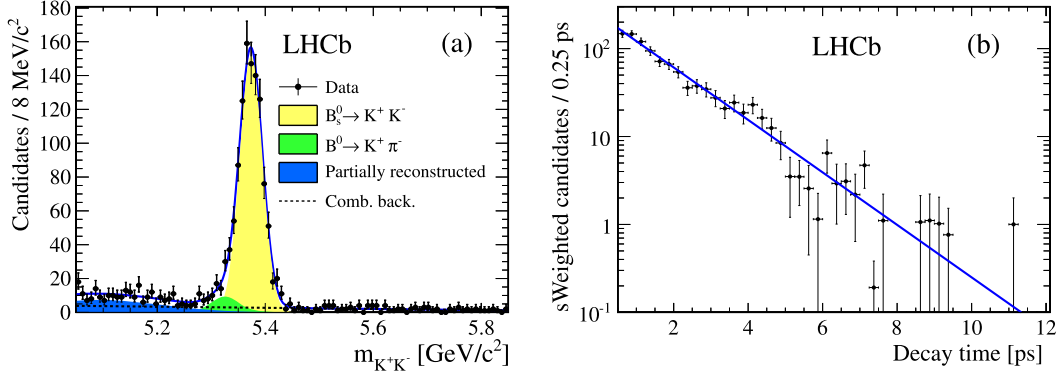 Candidates / 8 MeV/c²
180
160
140
120
100
80
60
40
20
0
LHCb
(a)
Data
B⁰ₛ→ K⁺ K⁻
B⁰→ K⁺ π⁻
Partially reconstructed
Comb. back.
5.2 5.4 5.6 5.8
m_K⁺K⁻ [GeV/c²]
sWeighted candidates / 0.25 ps
10²
10
1
10⁻¹
LHCb
(b)
2 4 6 8 10 12
Decay time [ps]